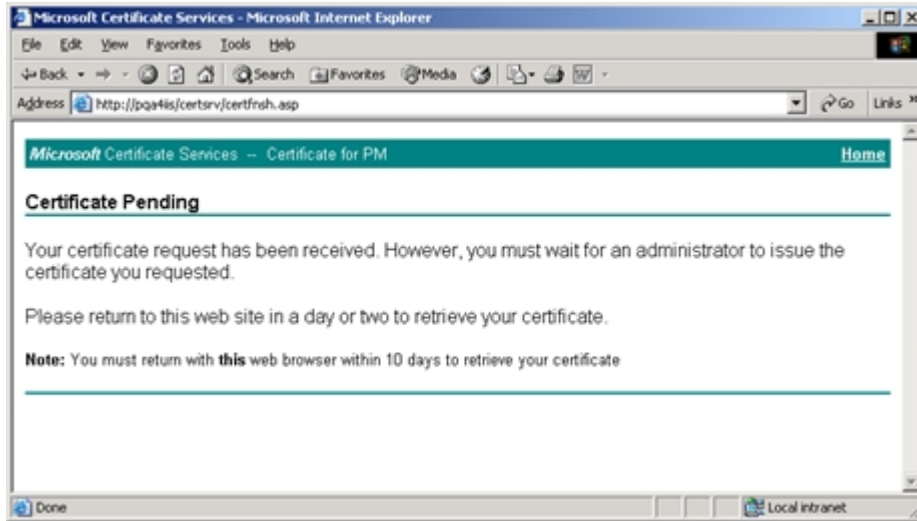 Microsoft Certificate Services - Microsoft Internet Explorer
File Edit View Favorites Tools Help
Back Search Favorites Media
Address http://pqa4iis/certsrv/certfnsh.asp Go Links
Microsoft Certificate Services -- Certificate for PM Home
Certificate Pending
Your certificate request has been received. However, you must wait for an administrator to issue the
certificate you requested.
Please return to this web site in a day or two to retrieve your certificate.
Note: You must return with this web browser within 10 days to retrieve your certificate
Done Local intranet